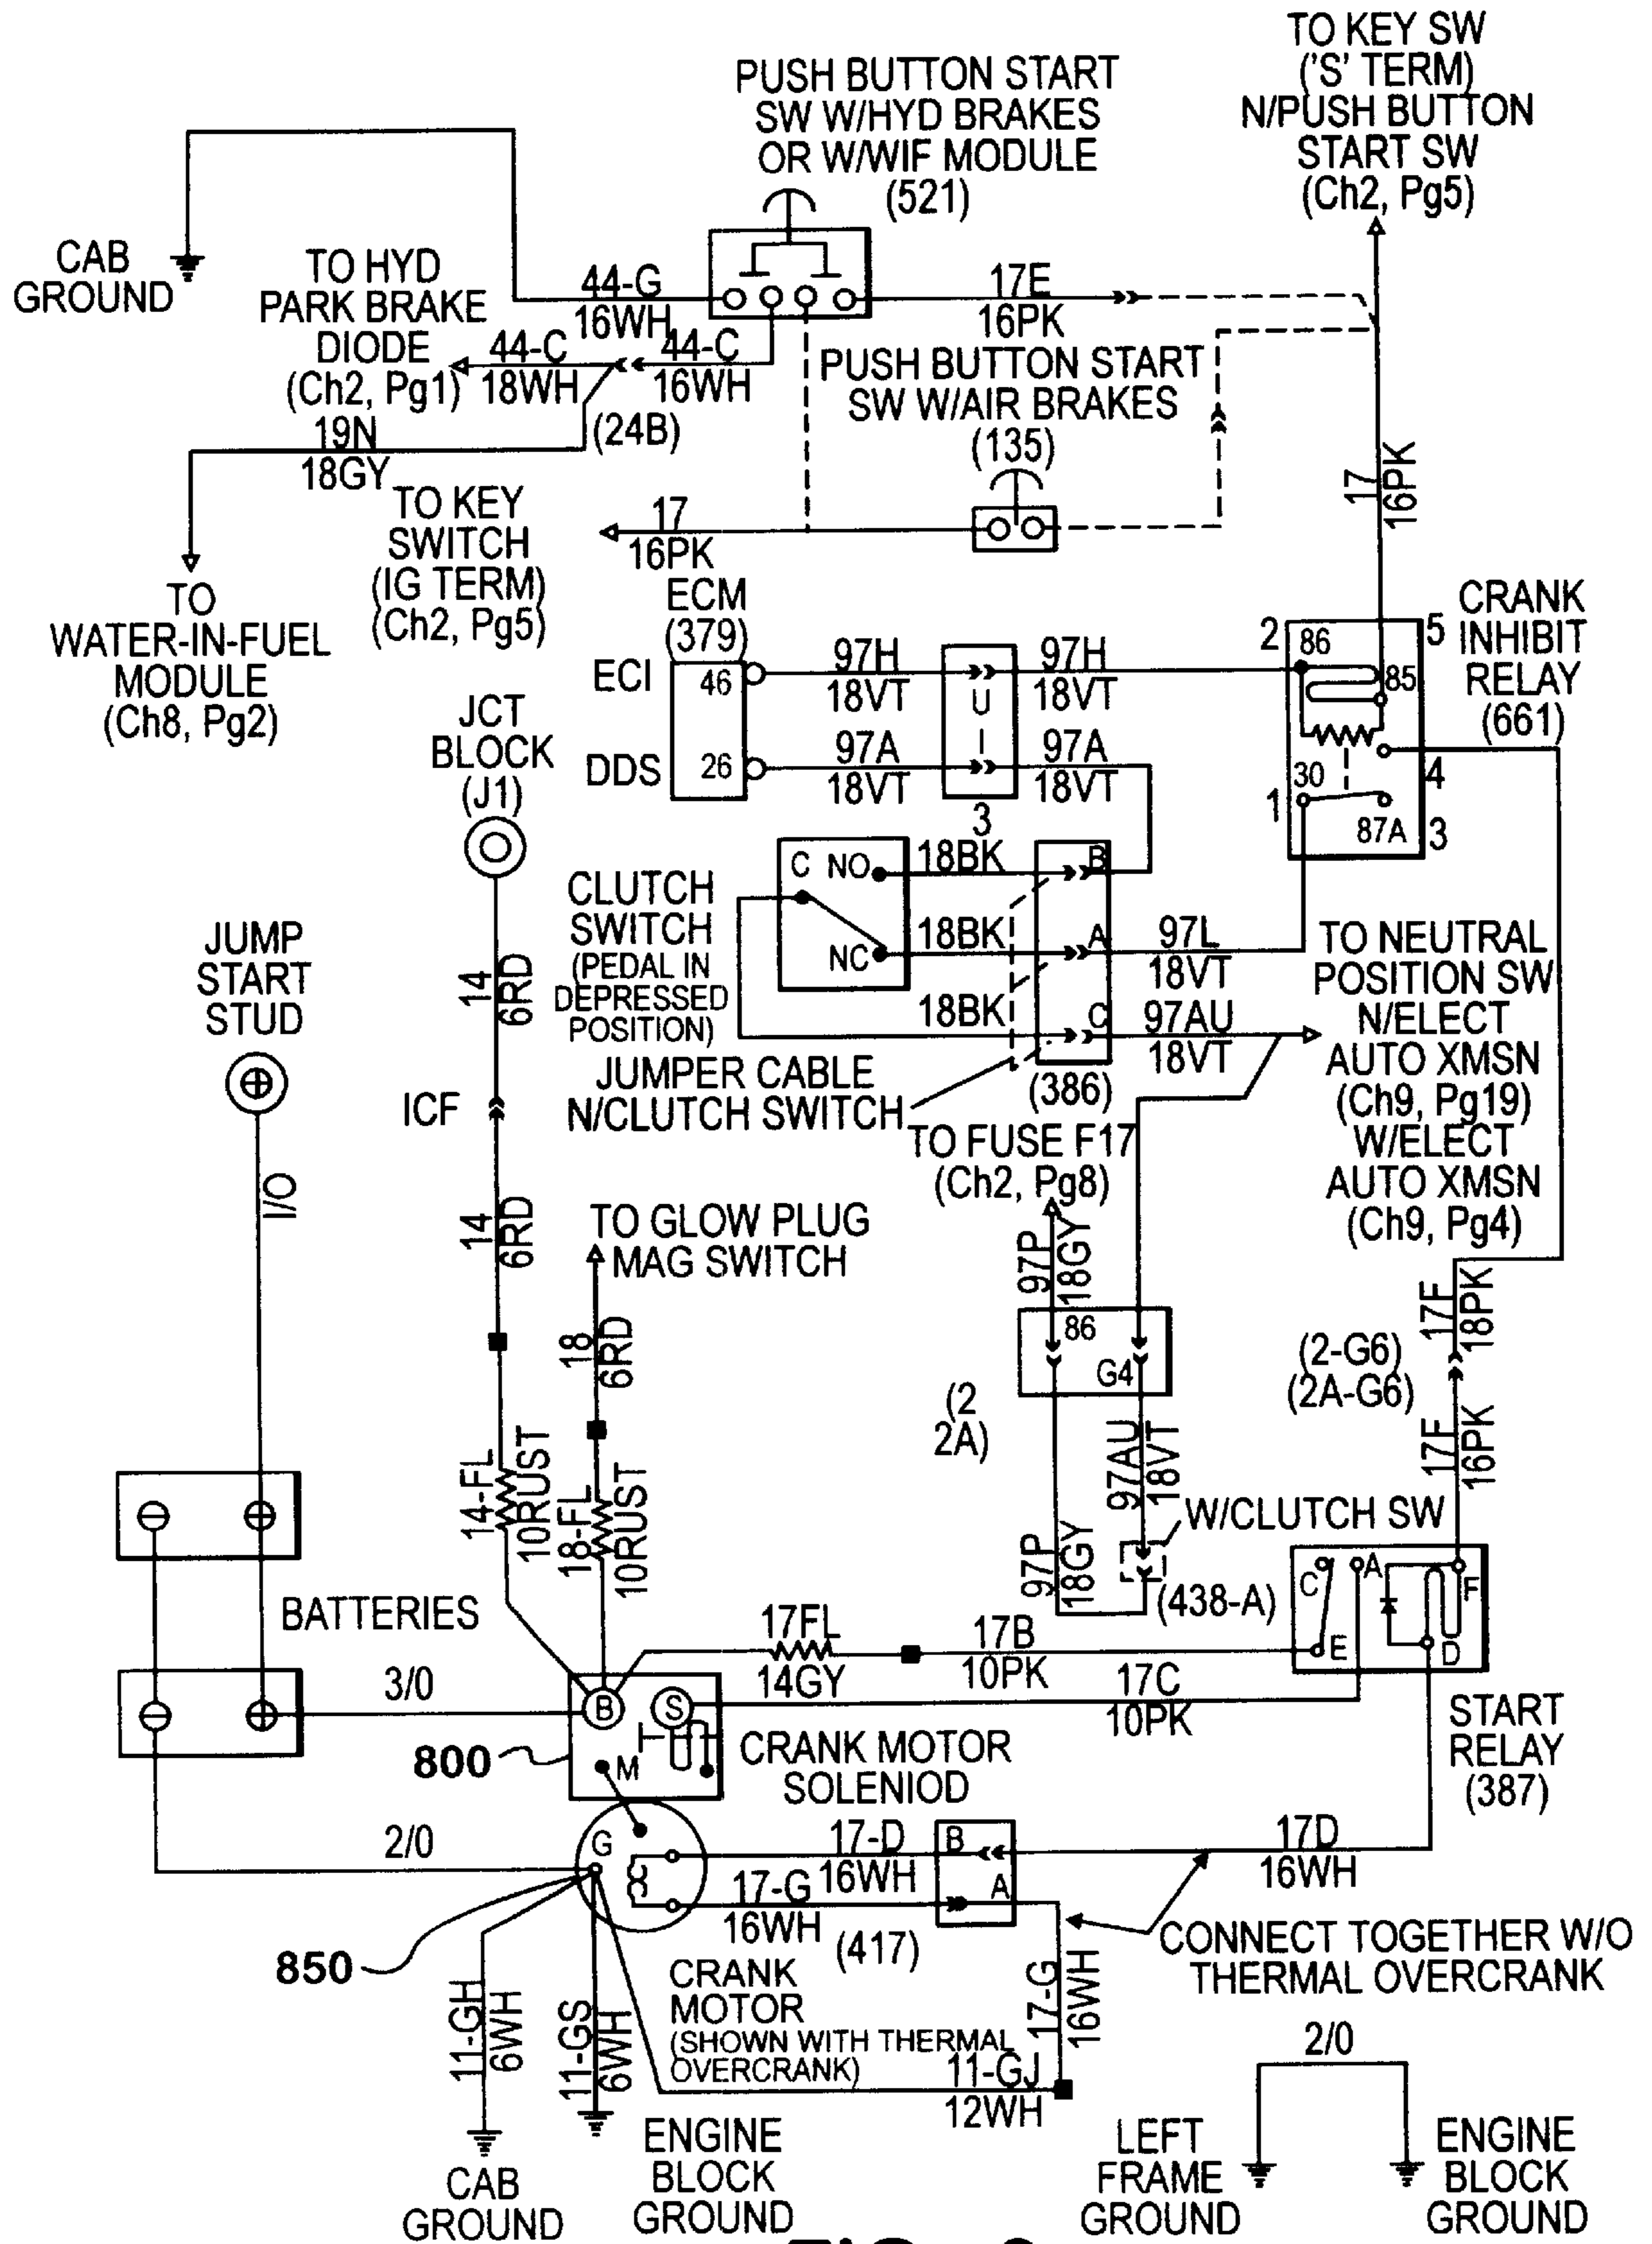 TO KEY SW
('S' TERM)
N/PUSH BUTTON
START SW
(Ch2, Pg5)
PUSH BUTTON START
SW W/HYD BRAKES
OR W/WIF MODULE
(521)
CAB
GROUND
TO HYD
PARK BRAKE
DIODE
(Ch2, Pg1)
44-G
16WH
17E
16PK
44-C
18WH
44-C
16WH
(24B)
19N
18GY
PUSH BUTTON START
SW W/AIR BRAKES
(135)
17
16PK
TO KEY
SWITCH
(IG TERM)
(Ch2, Pg5)
17
16PK
TO
WATER-IN-FUEL
MODULE
(Ch8, Pg2)
ECM
(379)
ECI
46
97H
18VT
U
97H
18VT
DDS
26
97A
18VT
97A
18VT
3
2
86
5
85
30
4
1
87A
3
CRANK
INHIBIT
RELAY
(661)
JCT
BLOCK
(J1)
C
NO
NC
18BK
B
18BK
A
18BK
C
CLUTCH
SWITCH
(PEDAL IN
DEPRESSED
POSITION)
97L
18VT
97AU
18VT
(386)
JUMPER CABLE
N/CLUTCH SWITCH
TO NEUTRAL
POSITION SW
N/ELECT
AUTO XMSN
(Ch9, Pg19)
W/ELECT
AUTO XMSN
(Ch9, Pg4)
JUMP
START
STUD
14
6RD
ICF
I/O
14
6RD
TO GLOW PLUG
MAG SWITCH
18
6RD
TO FUSE F17
(Ch2, Pg8)
97P
18GY
86
G4
(2
2A)
97AU
18VT
97P
18GY
W/CLUTCH SW
(438-A)
17F
18PK
(2-G6)
(2A-G6)
17F
16PK
14-FL
10RUST
18-FL
10RUST
BATTERIES
C
A
F
E
D
START
RELAY
(387)
17FL
14GY
17B
10PK
17C
10PK
3/0
B
S
M
800
CRANK MOTOR
SOLENIOD
2/0
G
17-D
16WH
17-G
16WH
B
A
(417)
17D
16WH
850
CONNECT TOGETHER W/O
THERMAL OVERCRANK
CRANK
MOTOR
(SHOWN WITH THERMAL
OVERCRANK)
17-G
16WH
11-GH
6WH
11-GS
6WH
11-GJ
12WH
CAB
GROUND
ENGINE
BLOCK
GROUND
2/0
LEFT
FRAME
GROUND
ENGINE
BLOCK
GROUND